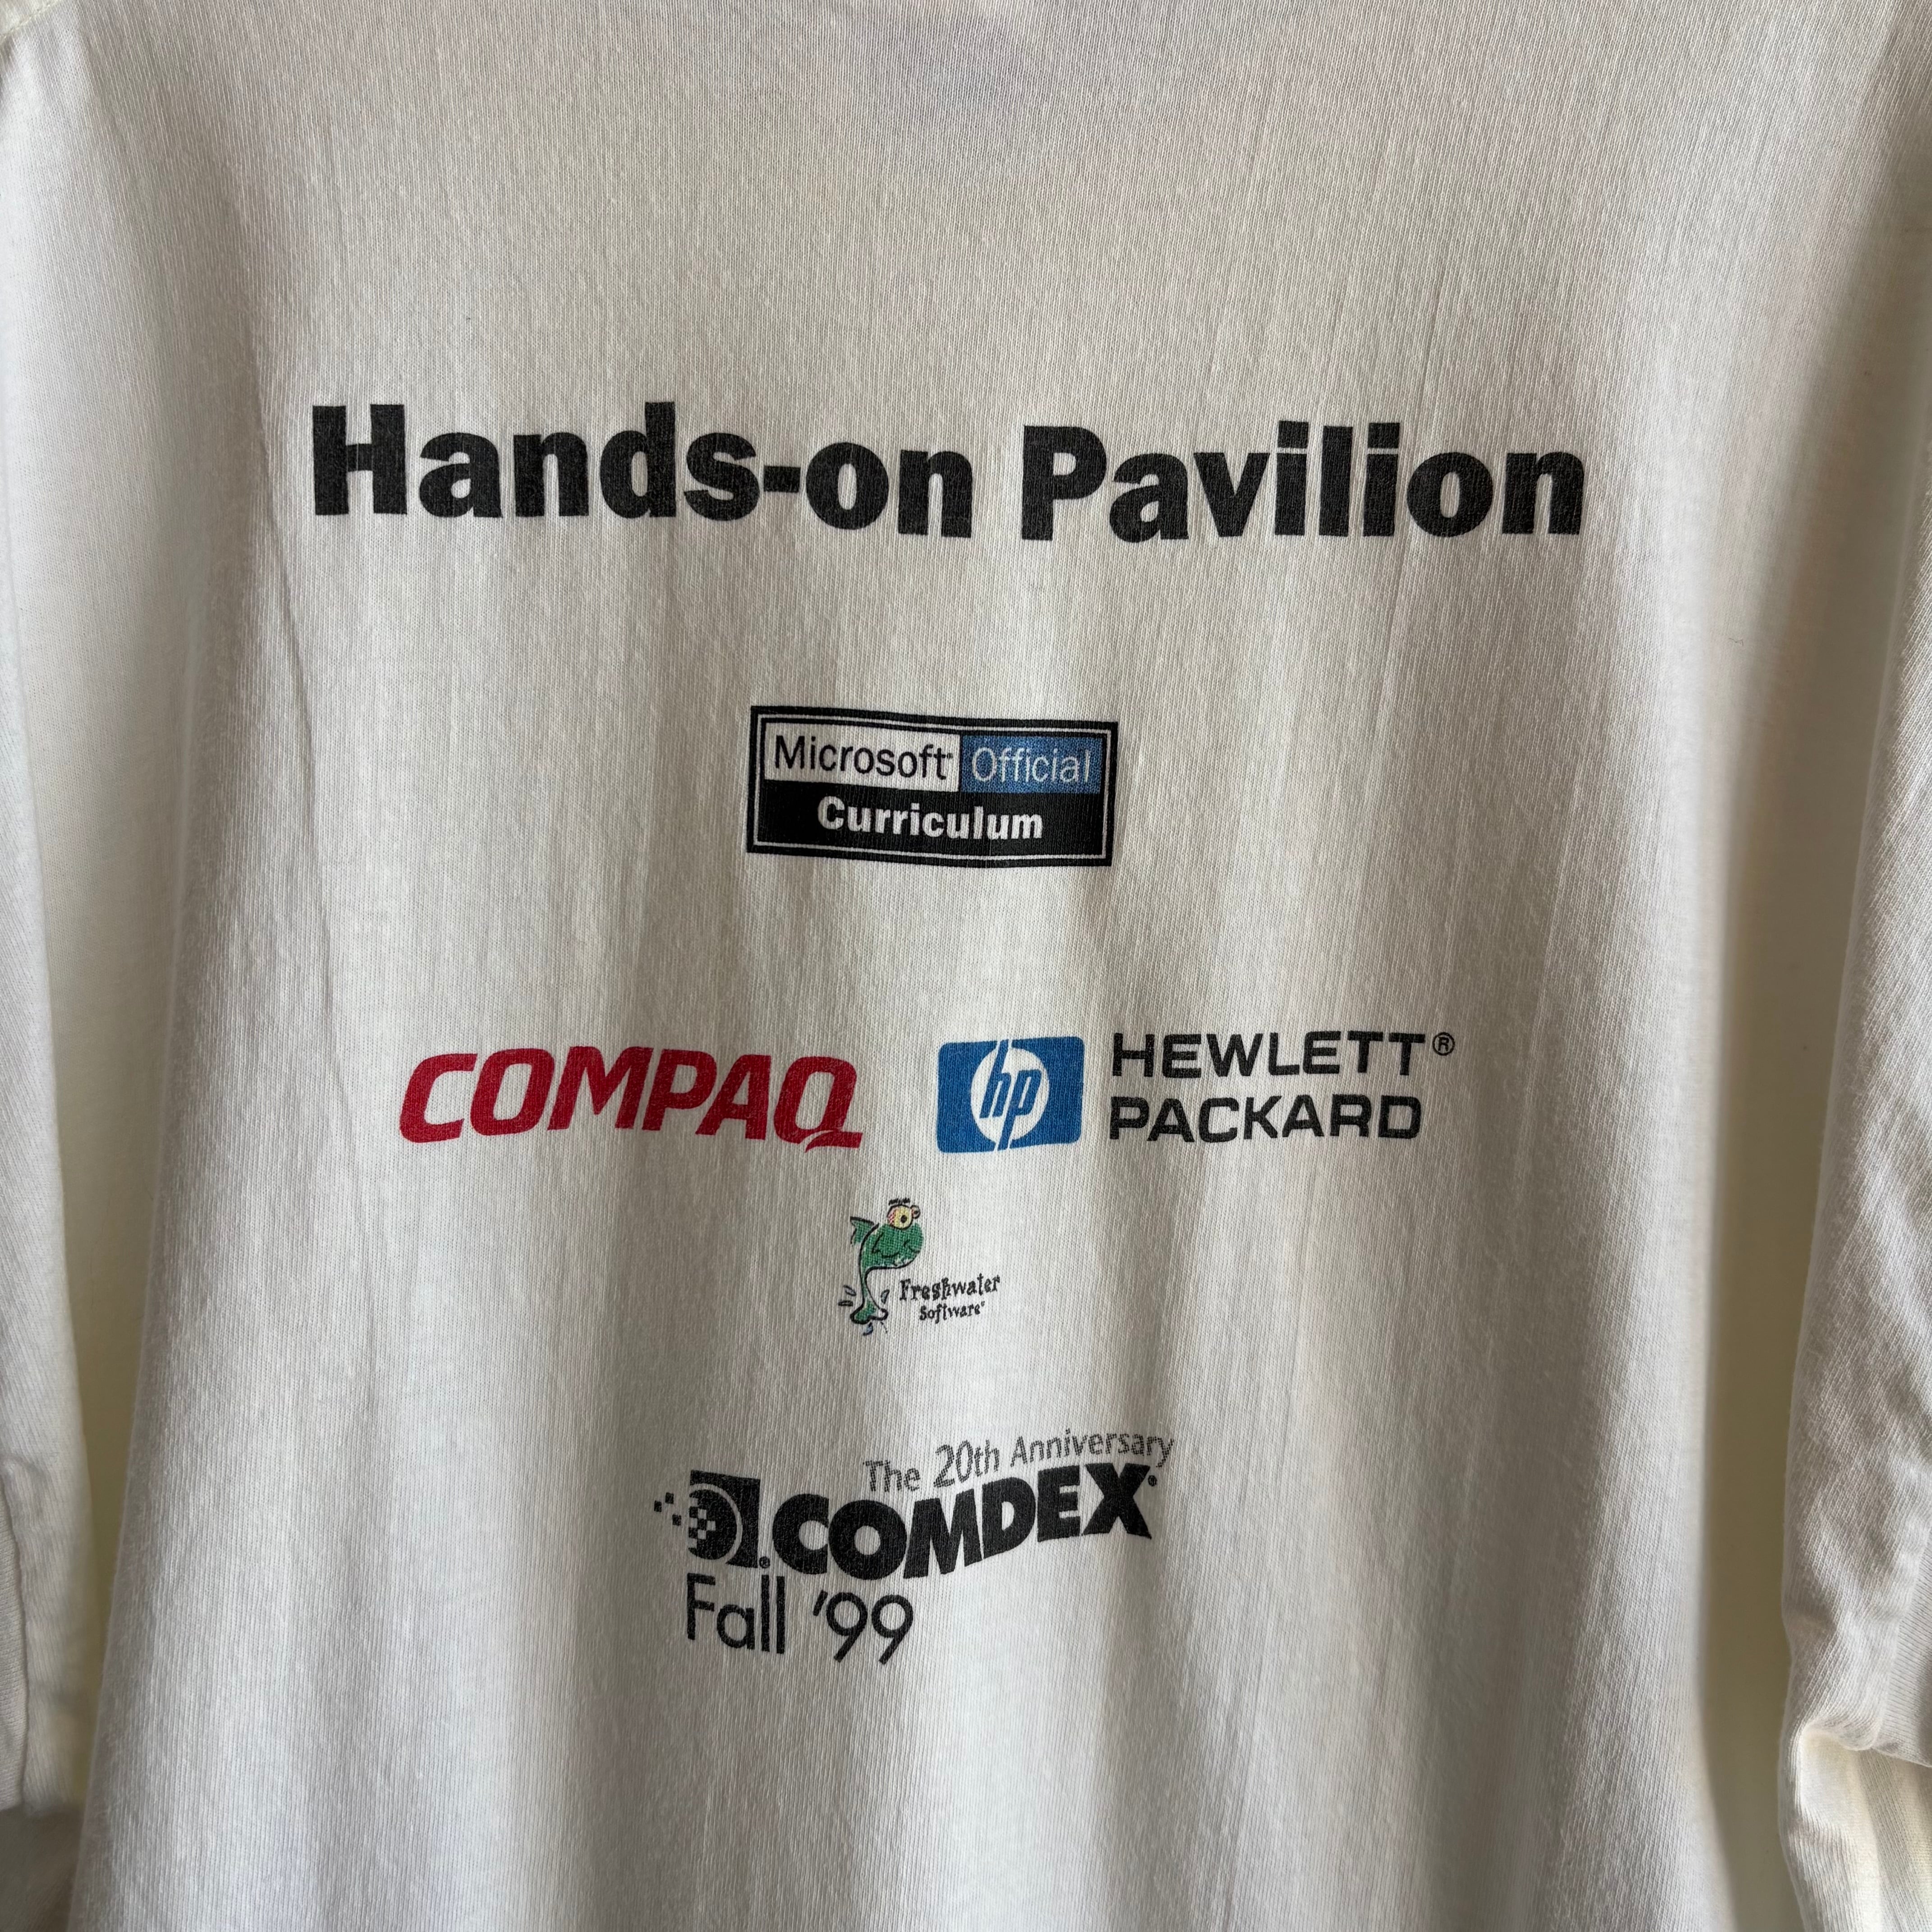 Hands-on Pavilion
Microsoft Official
Curriculum
COMPAQ
hp HEWLETT®
PACKARD
Freshwater
Software®
The 20th Anniversary
COMDEX®
Fall '99